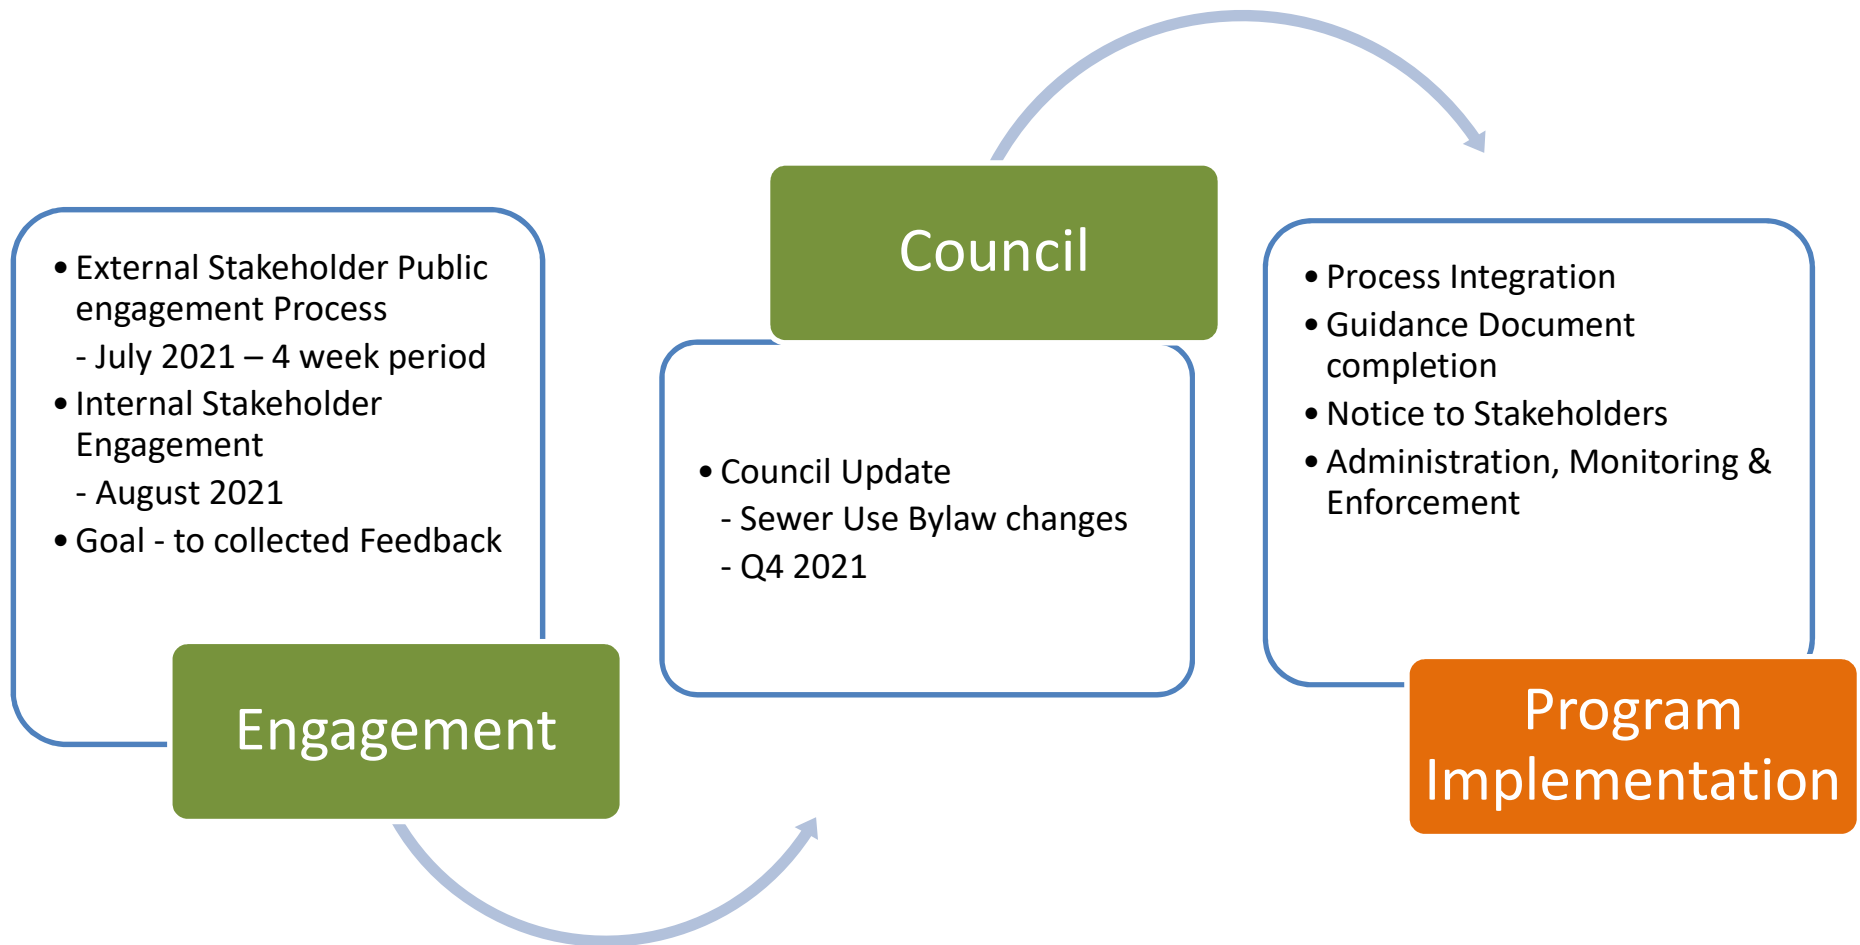 • External Stakeholder Public
engagement Process
- July 2021 – 4 week period
• Internal Stakeholder
Engagement
- August 2021
• Goal - to collected Feedback
Engagement
Council
• Council Update
- Sewer Use Bylaw changes
- Q4 2021
• Process Integration
• Guidance Document
completion
• Notice to Stakeholders
• Administration, Monitoring &
Enforcement
Program
Implementation